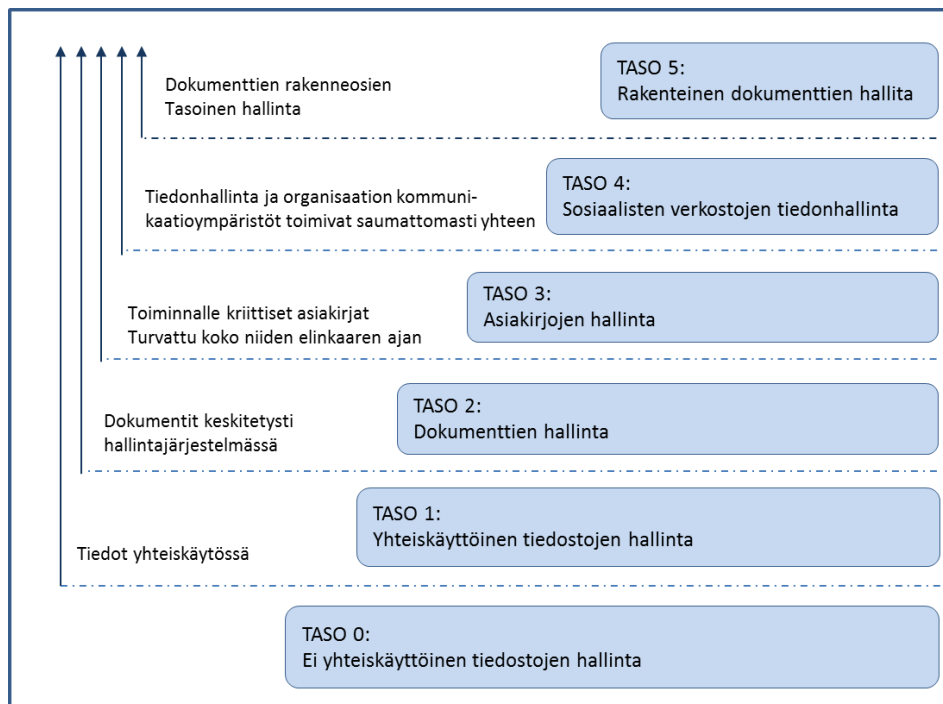 Dokumenttien rakenneosien
Tasoinen hallinta
TASO 5:
Rakenteinen dokumenttien hallita
Tiedonhallinta ja organisaation kommuni-
kaatioympäristöt toimivat saumattomasti yhteen
TASO 4:
Sosiaalisten verkostojen tiedonhallinta
Toiminnalle kriittiset asiakirjat
Turvattu koko niiden elinkaaren ajan
TASO 3:
Asiakirjojen hallinta
Dokumentit keskitetysti
hallintajärjestelmässä
TASO 2:
Dokumenttien hallinta
Tiedot yhteiskäytössä
TASO 1:
Yhteiskäyttöinen tiedostojen hallinta
TASO 0:
Ei yhteiskäyttöinen tiedostojen hallinta